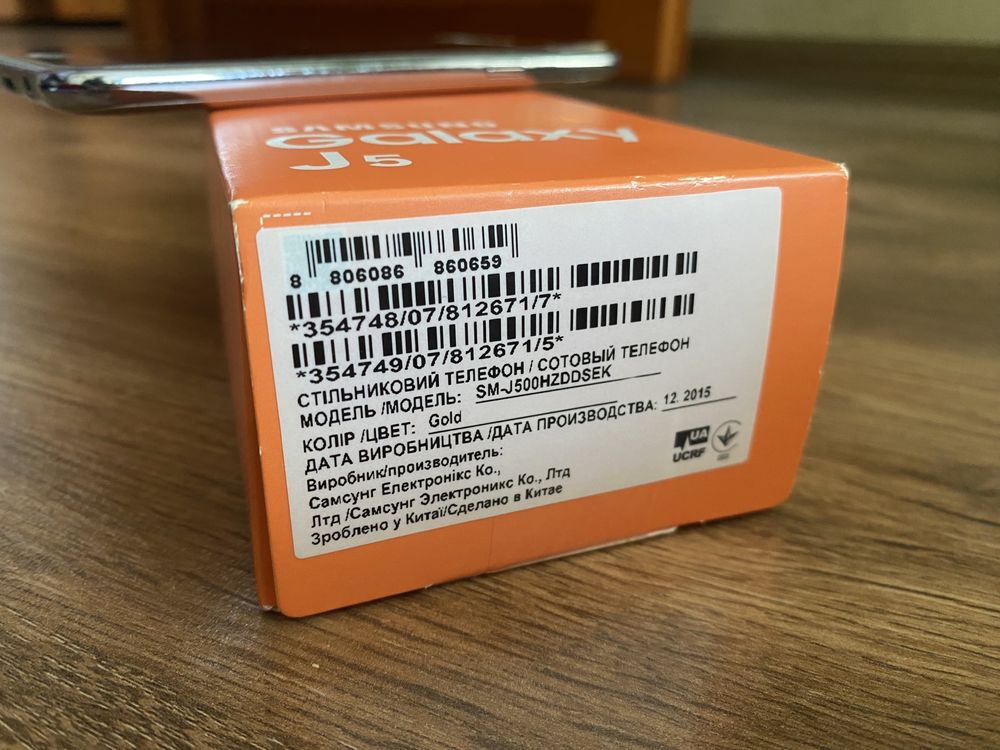 SAMSUNG
Galaxy
J5
8 806086 860659
*354748/07/812671/7*
*354749/07/812671/5*
СТІЛЬНИКОВИЙ ТЕЛЕФОН / СОТОВЫЙ ТЕЛЕФОН
МОДЕЛЬ /МОДЕЛЬ: SM-J500HZDDSEK
КОЛІР /ЦВЕТ: Gold
ДАТА ВИРОБНИЦТВА /ДАТА ПРОИЗВОДСТВА: 12. 2015
Виробник/производитель:
Самсунг Електронікс Ко.,
Лтд /Самсунг Электроникс Ко., Лтд
Зроблено у Китаї/Сделано в Китае
UA
UCRF